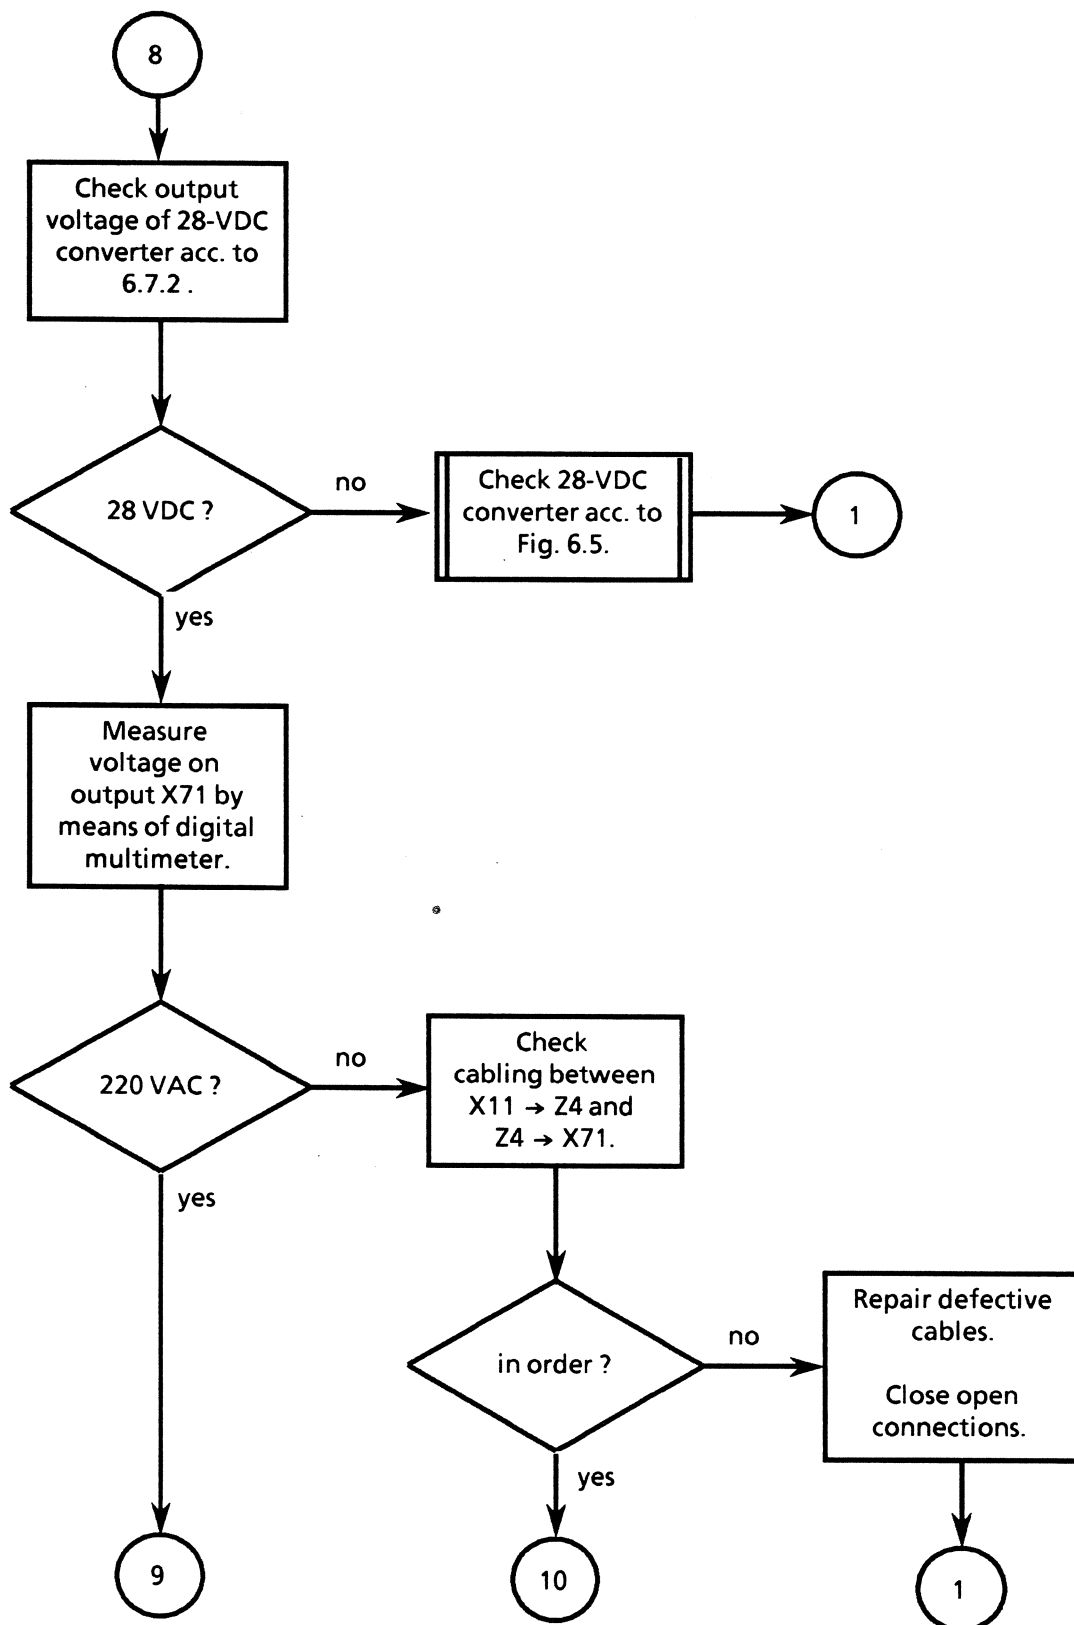 8
Check output
voltage of 28-VDC
converter acc. to
6.7.2 .
28 VDC ?
no
Check 28-VDC
converter acc. to
Fig. 6.5.
1
yes
Measure
voltage on
output X71 by
means of digital
multimeter.
220 VAC ?
no
Check
cabling between
X11 → Z4 and
Z4 → X71.
yes
in order ?
no
Repair defective
cables.
Close open
connections.
yes
9
10
1